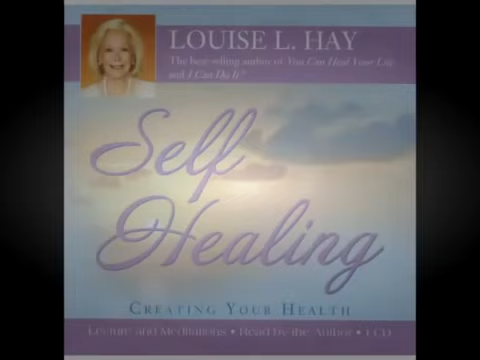 LOUISE L. HAY
The best-selling author of You Can Heal Your Life
and I Can Do It®
Self
Healing
CREATING YOUR HEALTH
Lecture and Meditations • Read by the Author • 1 CD